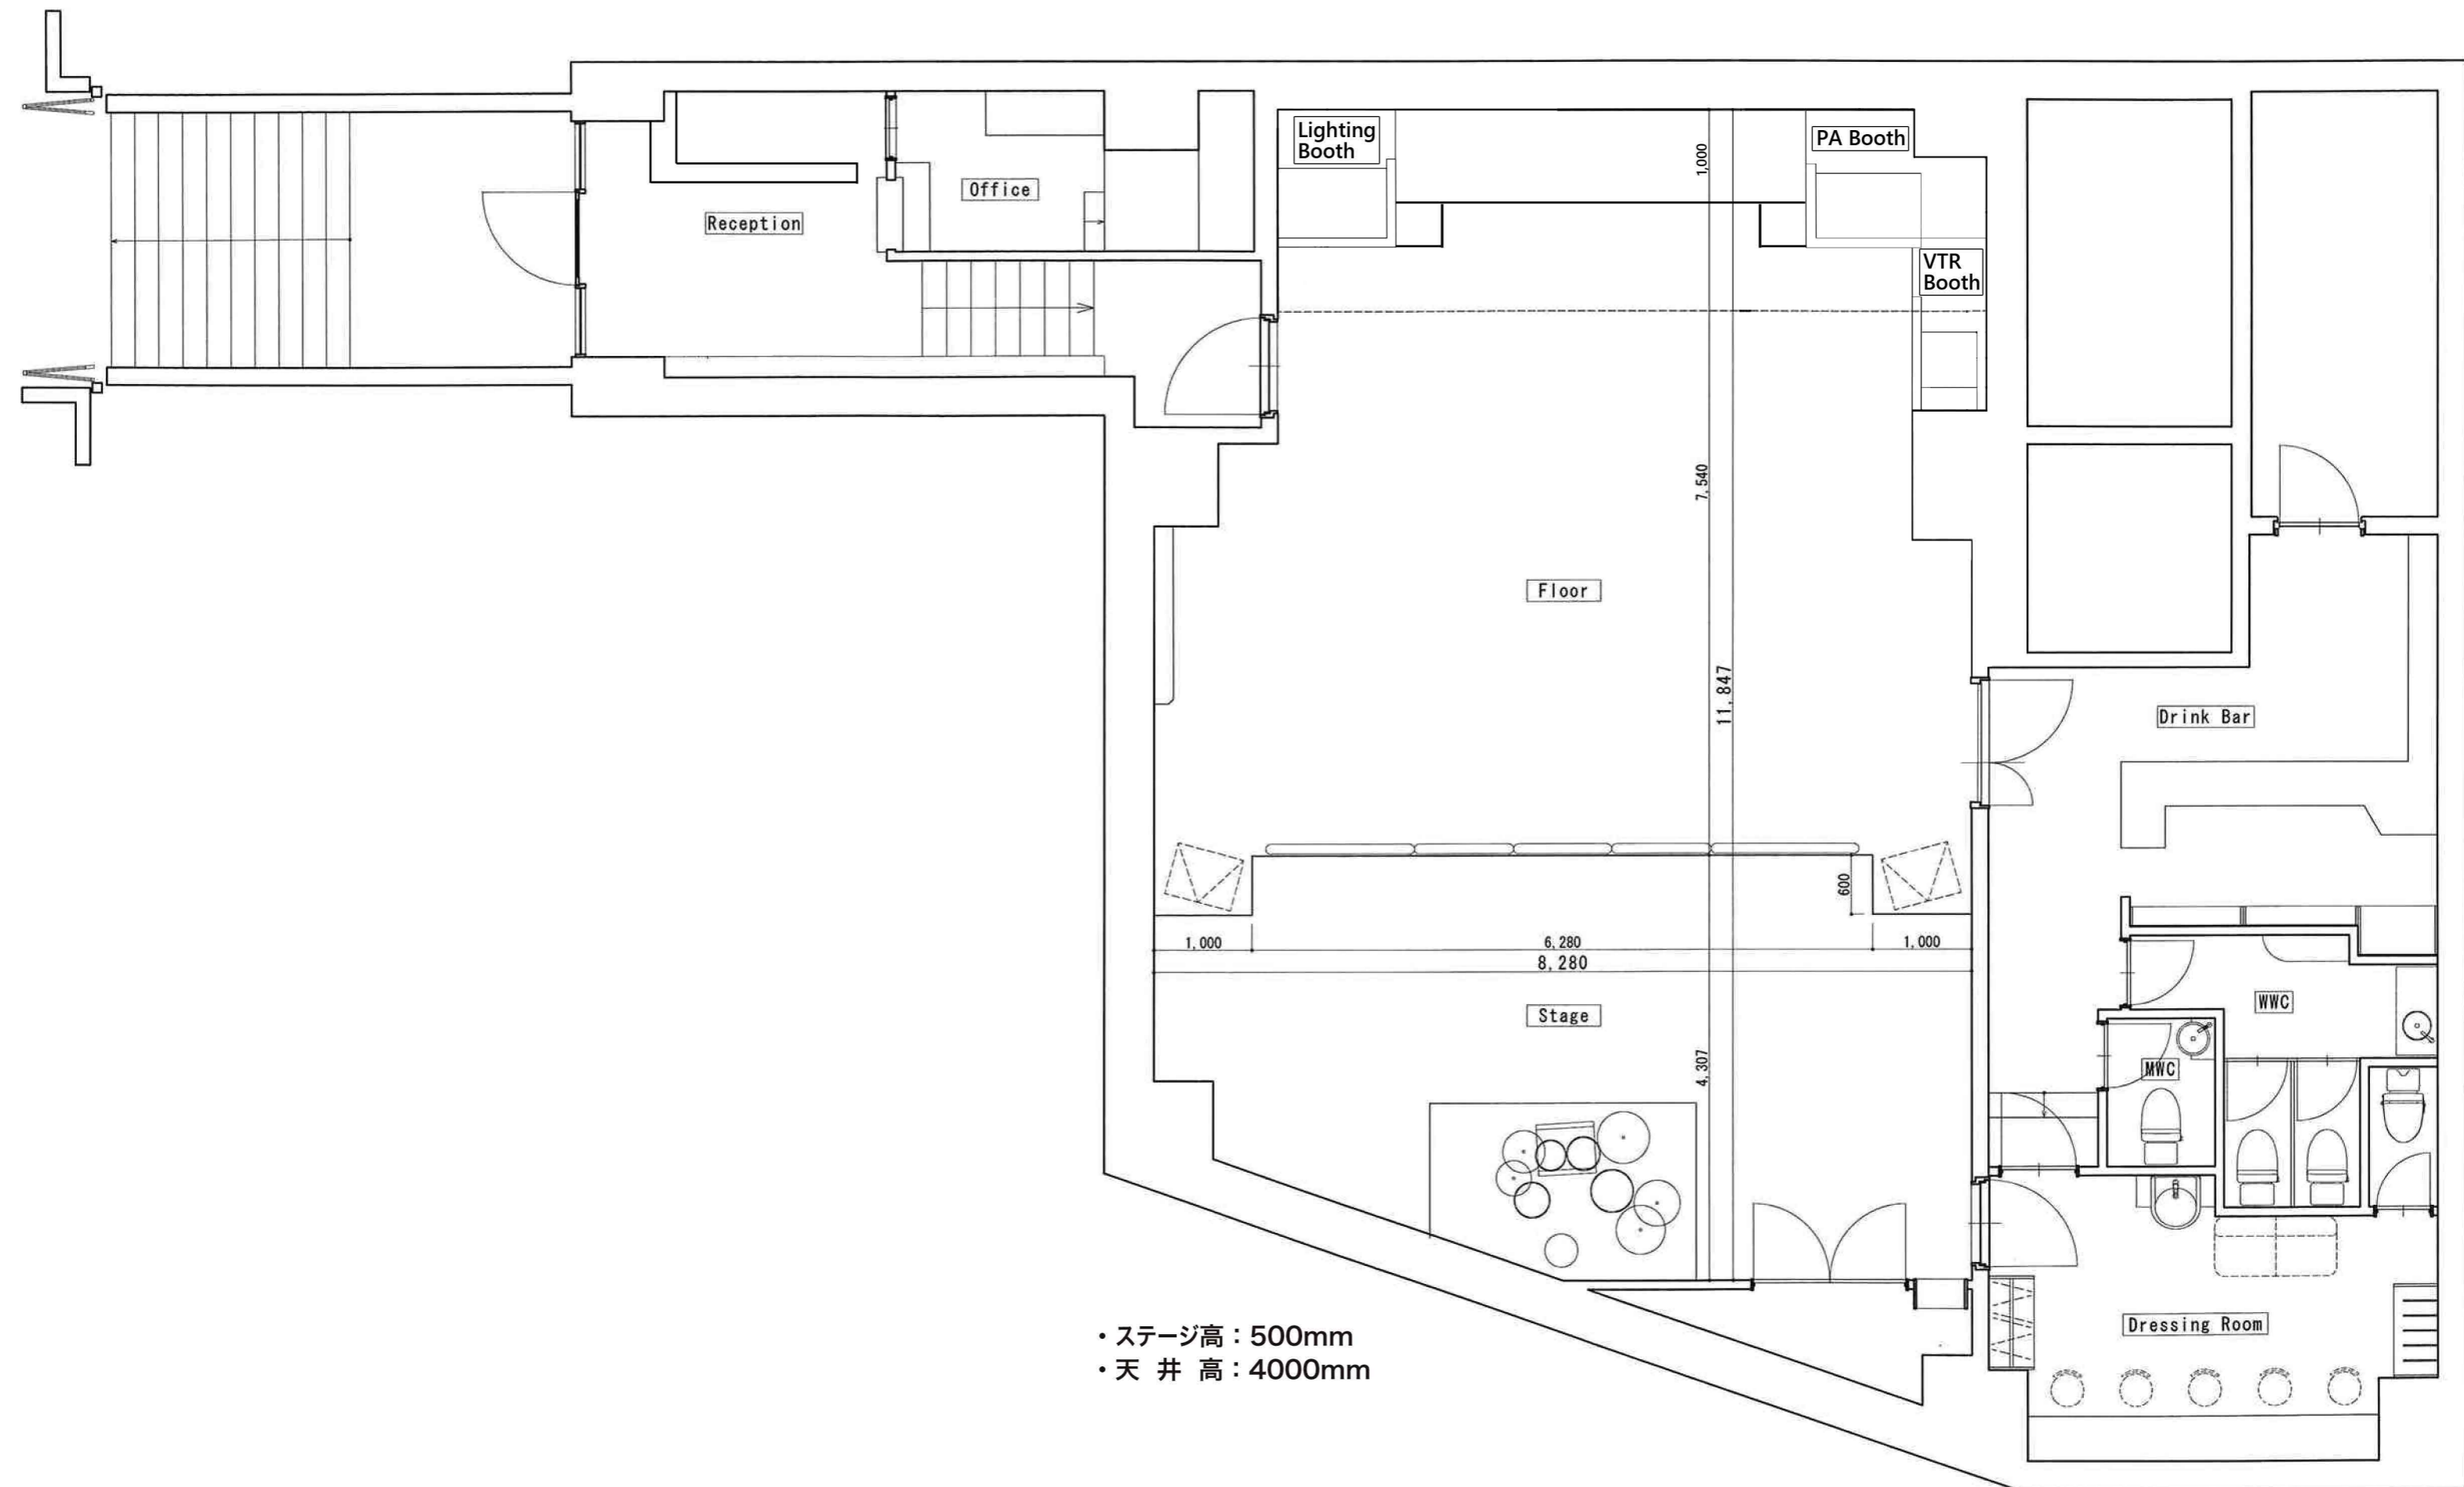 Lighting
Booth
PA Booth
1,000
Office
Reception
VTR
Booth
7,540
Floor
11,847
Drink Bar
600
1,000
6,280
1,000
8,280
WWC
Stage
MWC
4,307
Dressing Room
・ステージ高：500mm
・天 井 高：4000mm